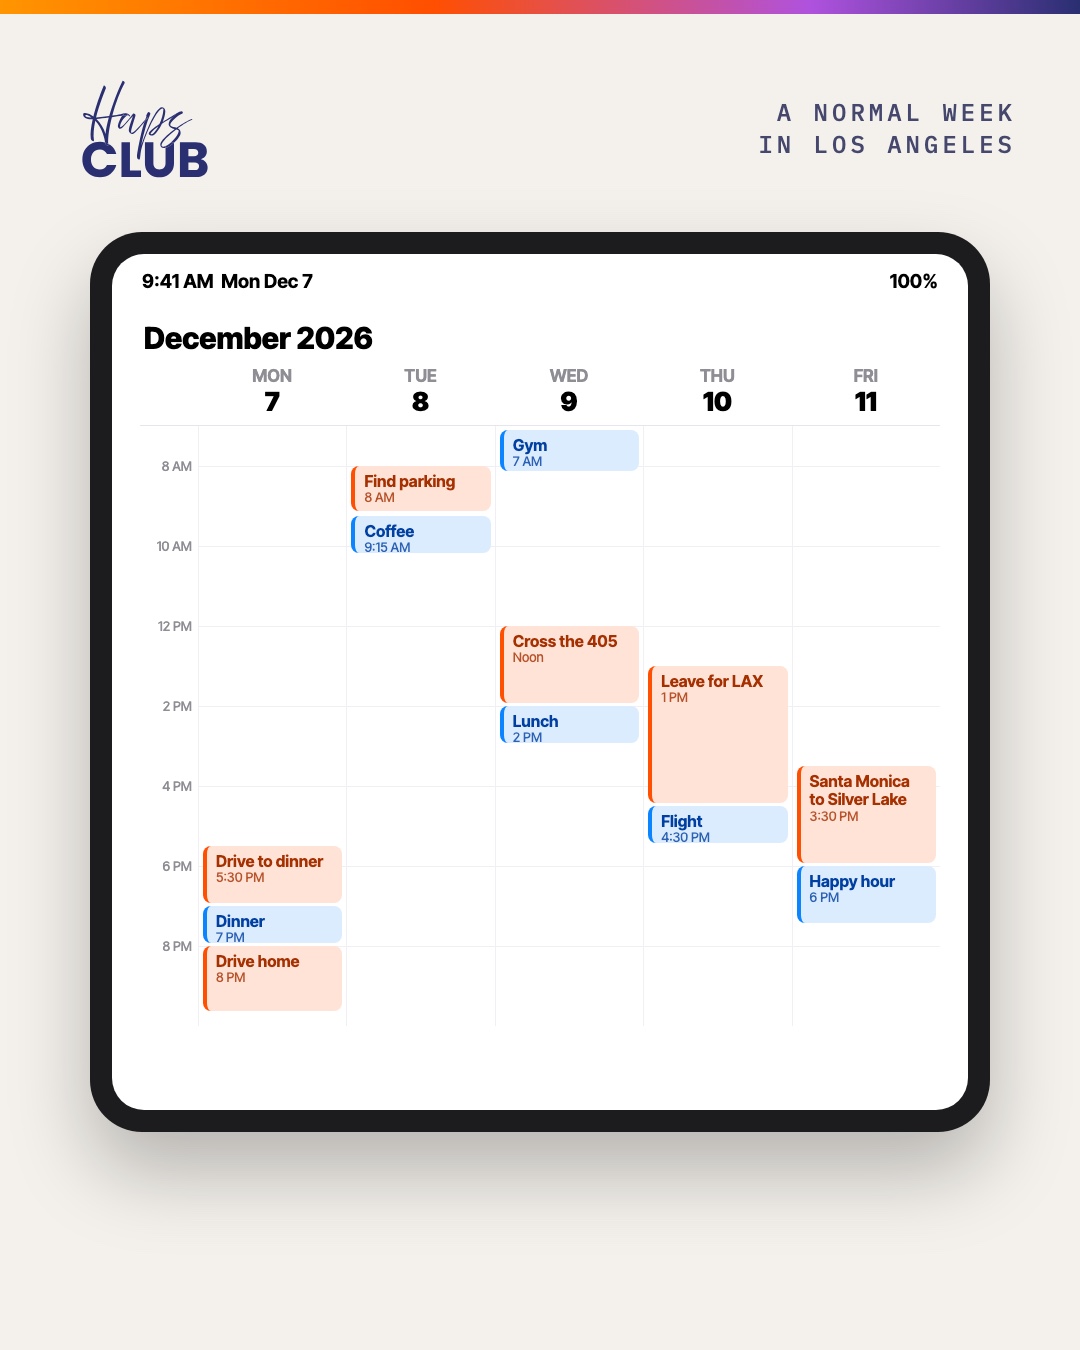 Haps
CLUB
A NORMAL WEEK
IN LOS ANGELES
9:41 AM Mon Dec 7
100%
December 2026
MON
7
TUE
8
WED
9
THU
10
FRI
11
8 AM
10 AM
12 PM
2 PM
4 PM
6 PM
8 PM
Drive to dinner
5:30 PM
Dinner
7 PM
Drive home
8 PM
Find parking
8 AM
Coffee
9:15 AM
Gym
7 AM
Cross the 405
Noon
Lunch
2 PM
Leave for LAX
1 PM
Flight
4:30 PM
Santa Monica
to Silver Lake
3:30 PM
Happy hour
6 PM